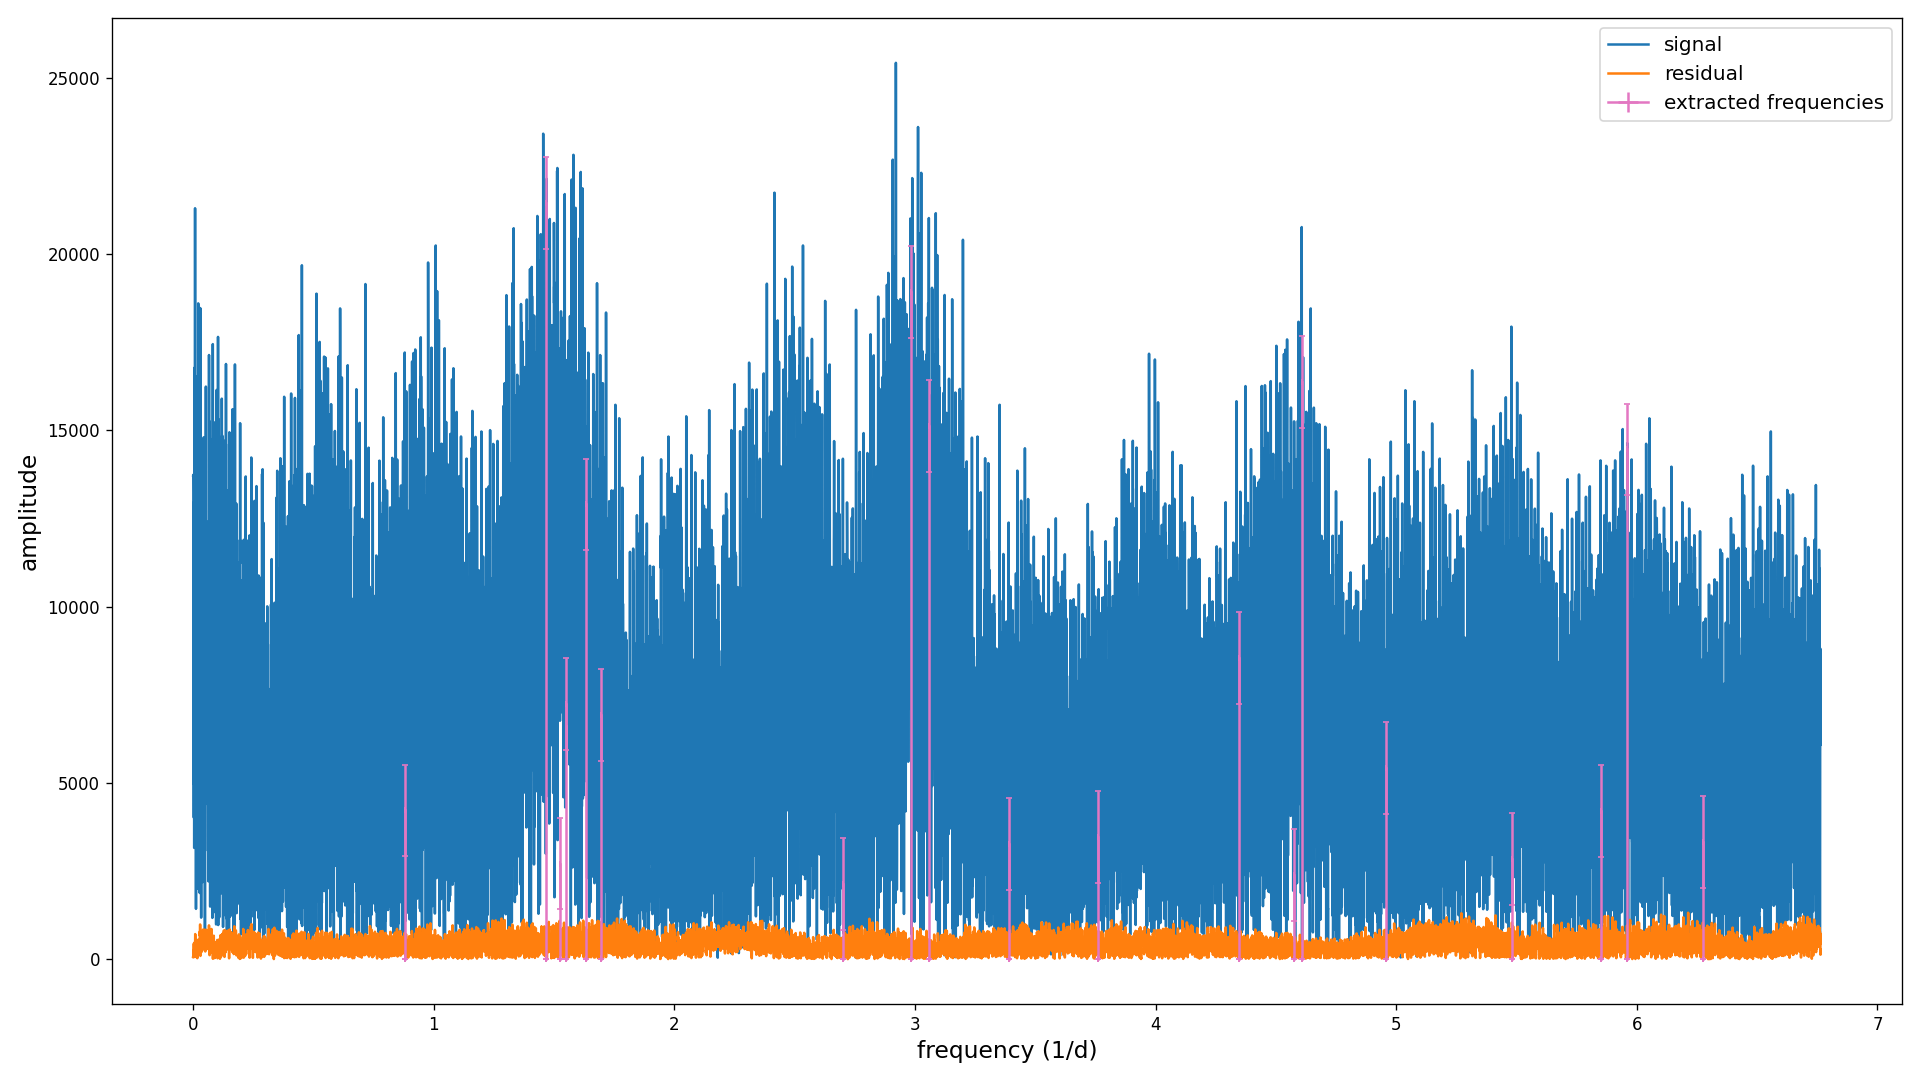 signal
residual
extracted frequencies
25000
20000
15000
10000
5000
0
amplitude
0 1 2 3 4 5 6 7
frequency (1/d)